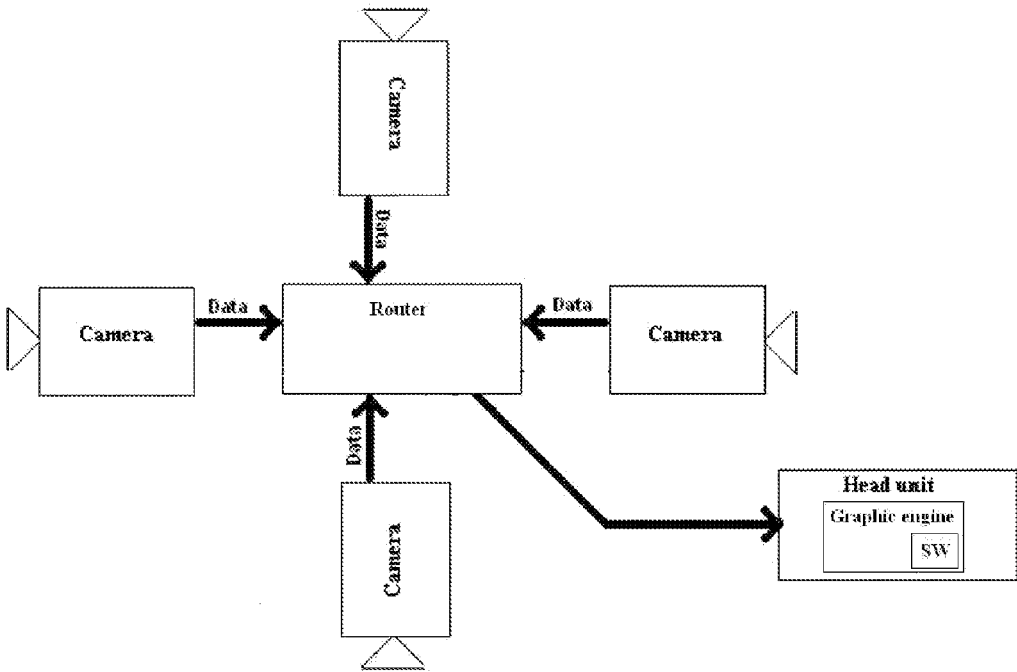 Camera
Data
Data
Router
Data
Camera
Camera
Data
Camera
Head unit
Graphic engine
SW